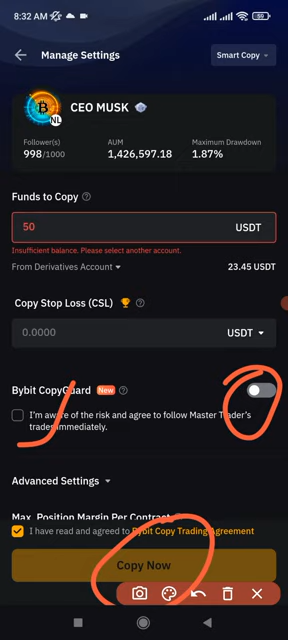 8:32 AM
59
Manage Settings
Smart Copy
NL
CEO MUSK
Follower(s)
AUM
Maximum Drawdown
998/1000
1,426,597.18
1.87%
Funds to Copy
50
USDT
Insufficient balance. Please select another account.
From Derivatives Account
23.45 USDT
Copy Stop Loss (CSL)
0.0000
USDT
Bybit CopyGuard
New
I'm aware of the risk and agree to follow Master Trader's
trades immediately.
Advanced Settings
Max. Position Margin Per Contract
I have read and agreed to Bybit Copy Trading Agreement
Copy Now